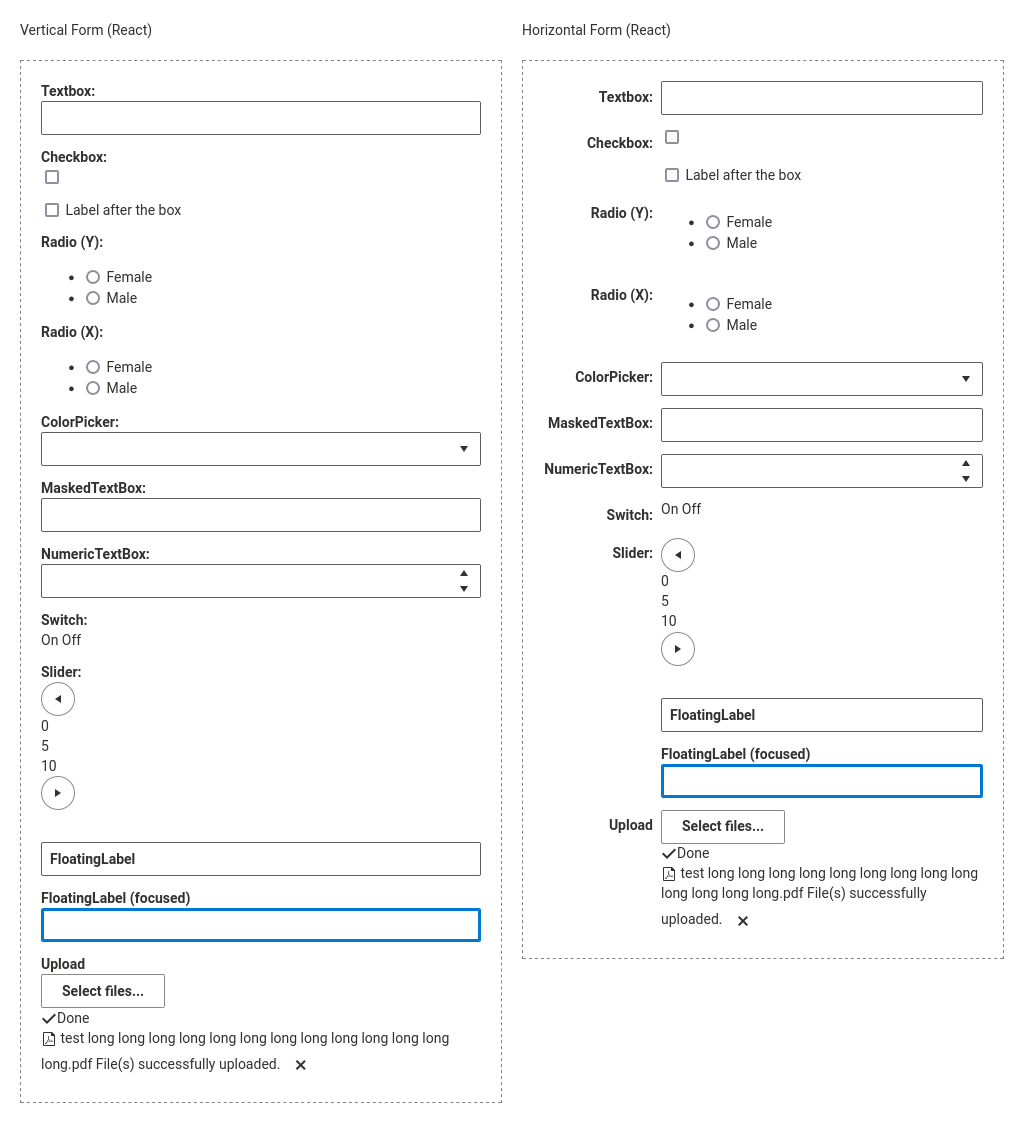 Vertical Form (React)
Textbox:
Checkbox:
Label after the box
Radio (Y):
Female
Male
Radio (X):
Female
Male
ColorPicker:
MaskedTextBox:
NumericTextBox:
Switch:
On Off
Slider:
0
5
10
FloatingLabel
FloatingLabel (focused)
Upload
Select files...
Done
test long long long long long long long long long long long long
long.pdf File(s) successfully uploaded.
Horizontal Form (React)
Textbox:
Checkbox:
Label after the box
Radio (Y):
Female
Male
Radio (X):
Female
Male
ColorPicker:
MaskedTextBox:
NumericTextBox:
Switch:
On Off
Slider:
0
5
10
FloatingLabel
FloatingLabel (focused)
Upload
Select files...
Done
test long long long long long long long long long
long long long long.pdf File(s) successfully
uploaded.